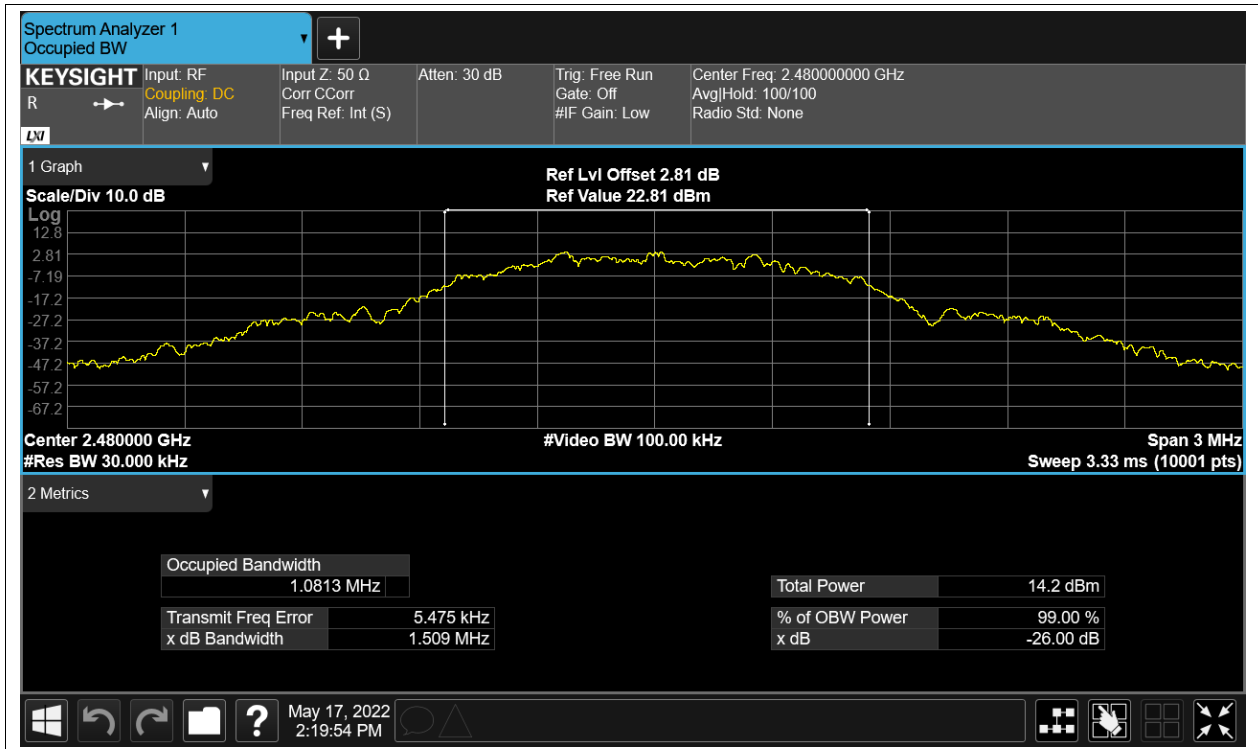 Spectrum Analyzer 1
Occupied BW
+
KEYSIGHT Input: RF Input Z: 50 Ω Atten: 30 dB Trig: Free Run Center Freq: 2.480000000 GHz
R Coupling: DC Corr CCorr Gate: Off Avg|Hold: 100/100
Align: Auto Freq Ref: Int (S) #IF Gain: Low Radio Std: None
LXI
1 Graph
Ref Lvl Offset 2.81 dB
Scale/Div 10.0 dB Ref Value 22.81 dBm
Log
12.8
2.81
-7.19
-17.2
-27.2
-37.2
-47.2
-57.2
-67.2
Center 2.480000 GHz #Video BW 100.00 kHz Span 3 MHz
#Res BW 30.000 kHz Sweep 3.33 ms (10001 pts)
2 Metrics
Occupied Bandwidth
1.0813 MHz Total Power 14.2 dBm
Transmit Freq Error 5.475 kHz % of OBW Power 99.00 %
x dB Bandwidth 1.509 MHz x dB -26.00 dB
? May 17, 2022
2:19:54 PM